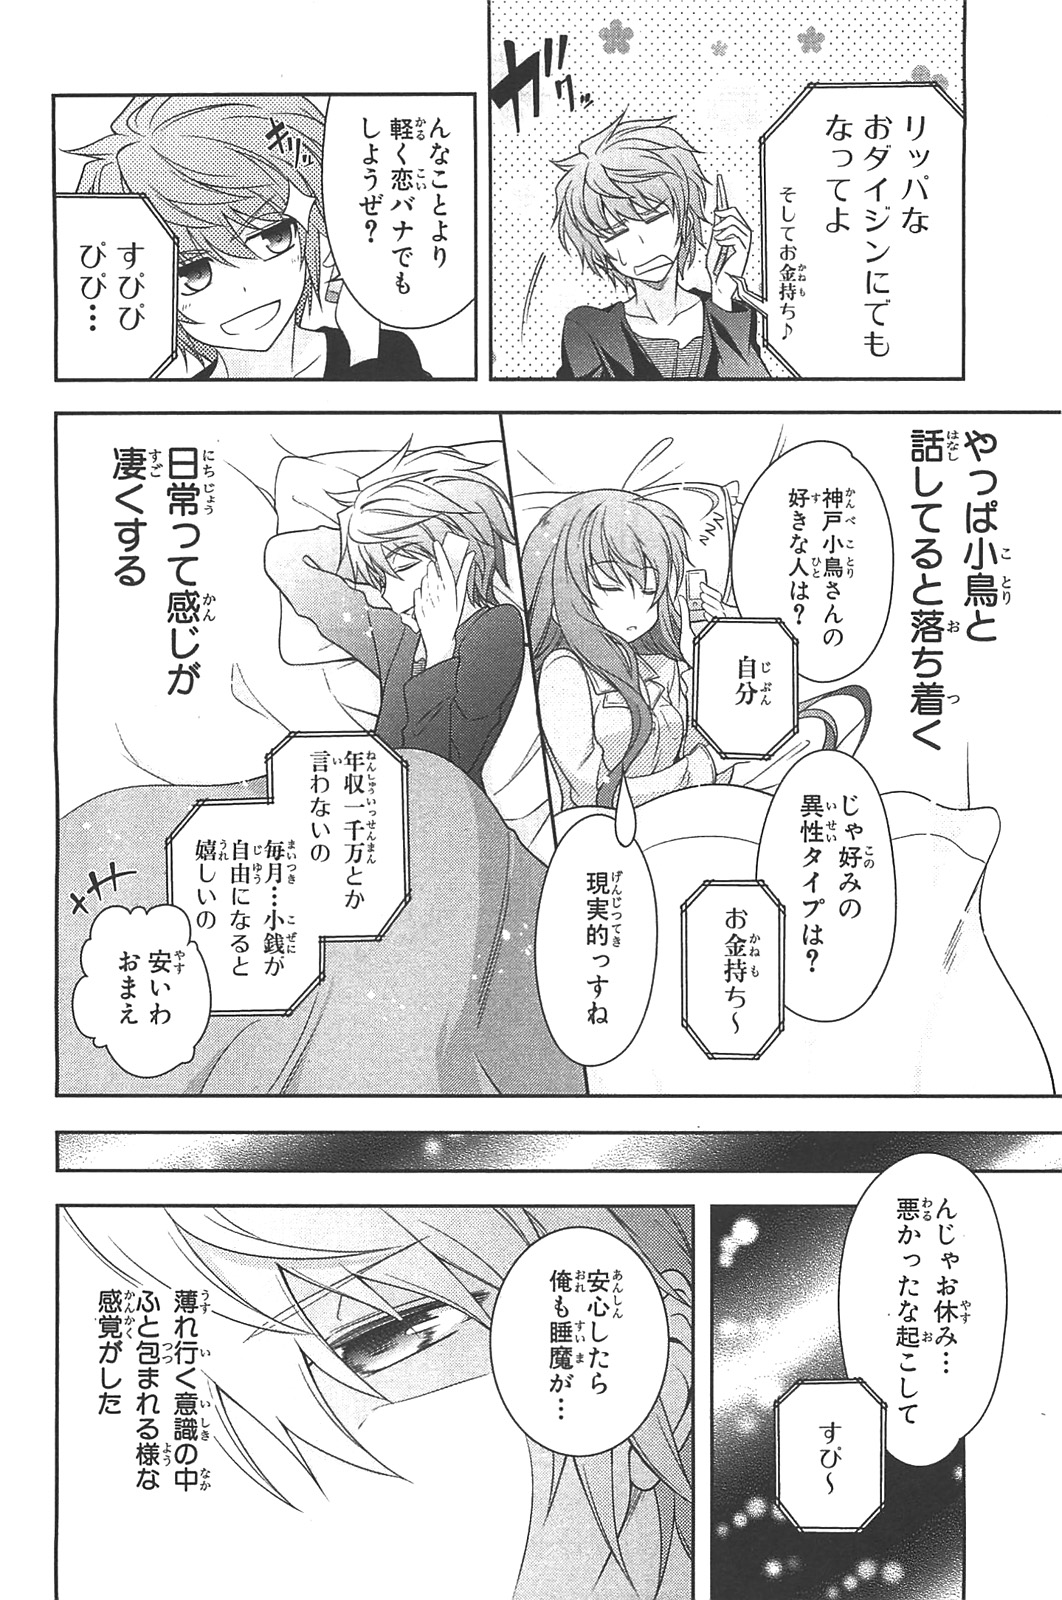 リッパな
おダイジンにでも
なってよ
そしてお金持ち♪
ガクッ
んなことより
軽く恋バナでも
しようぜ?
キリッ
すぴぴ
ぴぴ…
やっぱ小鳥と
話してると落ち着く
神戸小鳥さんの
好きな人は?
自分
じゃ好みの
異性タイプは?
お金持ち～
現実的っすね
日常って感じが
凄くする
年収一千万とか
言わないの
毎月…小銭が
自由になると
嬉しいの
安いわ
おまえ
んじゃお休み…
悪かったな起こして
すぴ～
安心したら
俺も睡魔が…
薄れ行く意識の中
ふと包まれる様な
感覚がした